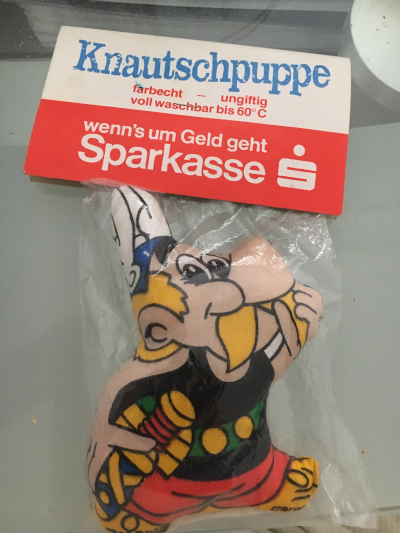 Knautschpuppe
farbecht — ungiftig
voll waschbar bis 60°C
wenn's um Geld geht
Sparkasse